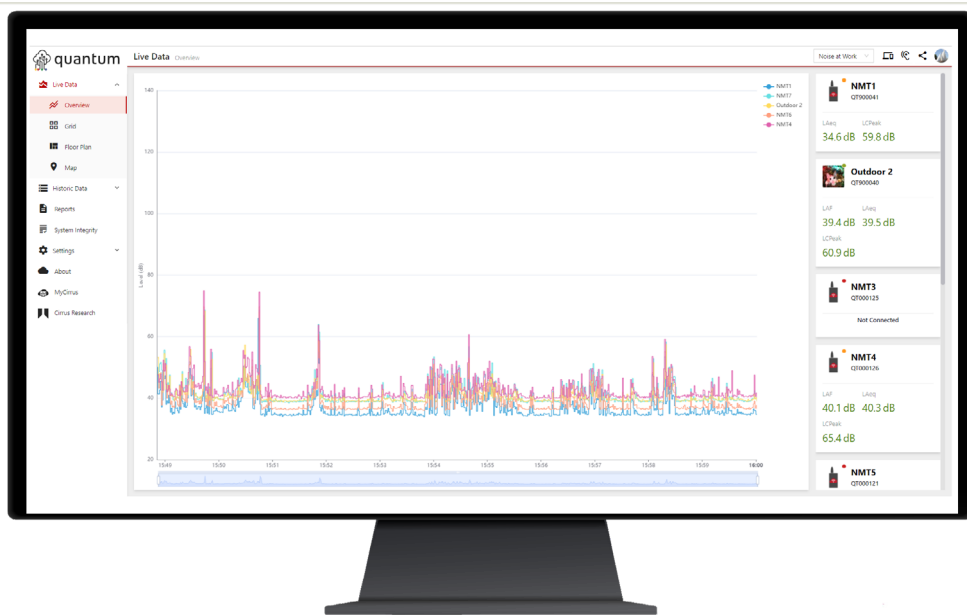 quantum
Live Data Overview
Noise at Work
Live Data
Overview
Grid
Floor Plan
Map
Historic Data
Reports
System Integrity
Settings
About
MyCirrus
Cirrus Research
NMT1
NMT7
Outdoor 2
NMT6
NMT4
140
120
100
80
60
40
20
Level (dB)
15:49 15:50 15:51 15:52 15:53 15:54 15:55 15:56 15:57 15:58 15:59 16:00
NMT1
QT900041
LAeq LCPeak
34.6 dB 59.8 dB
Outdoor 2
QT900040
LAF LAeq
39.4 dB 39.5 dB
LCPeak
60.9 dB
NMT3
QT000125
Not Connected
NMT4
QT000126
LAF LAeq
40.1 dB 40.3 dB
LCPeak
65.4 dB
NMT5
QT000121